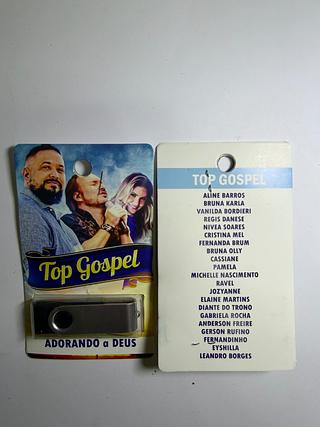 Top Gospel
ADORANDO a DEUS
TOP GOSPEL
ALINE BARROS
BRUNA KARLA
VANILDA BORDIERI
REGIS DANESE
NIVEA SOARES
CRISTINA MEL
FERNANDA BRUM
BRUNA OLLY
CASSIANE
PAMELA
MICHELLE NASCIMENTO
RAVEL
JOZYANNE
ELAINE MARTINS
DIANTE DO TRONO
GABRIELA ROCHA
ANDERSON FREIRE
GERSON RUFINO
FERNANDINHO
EYSHILLA
LEANDRO BORGES